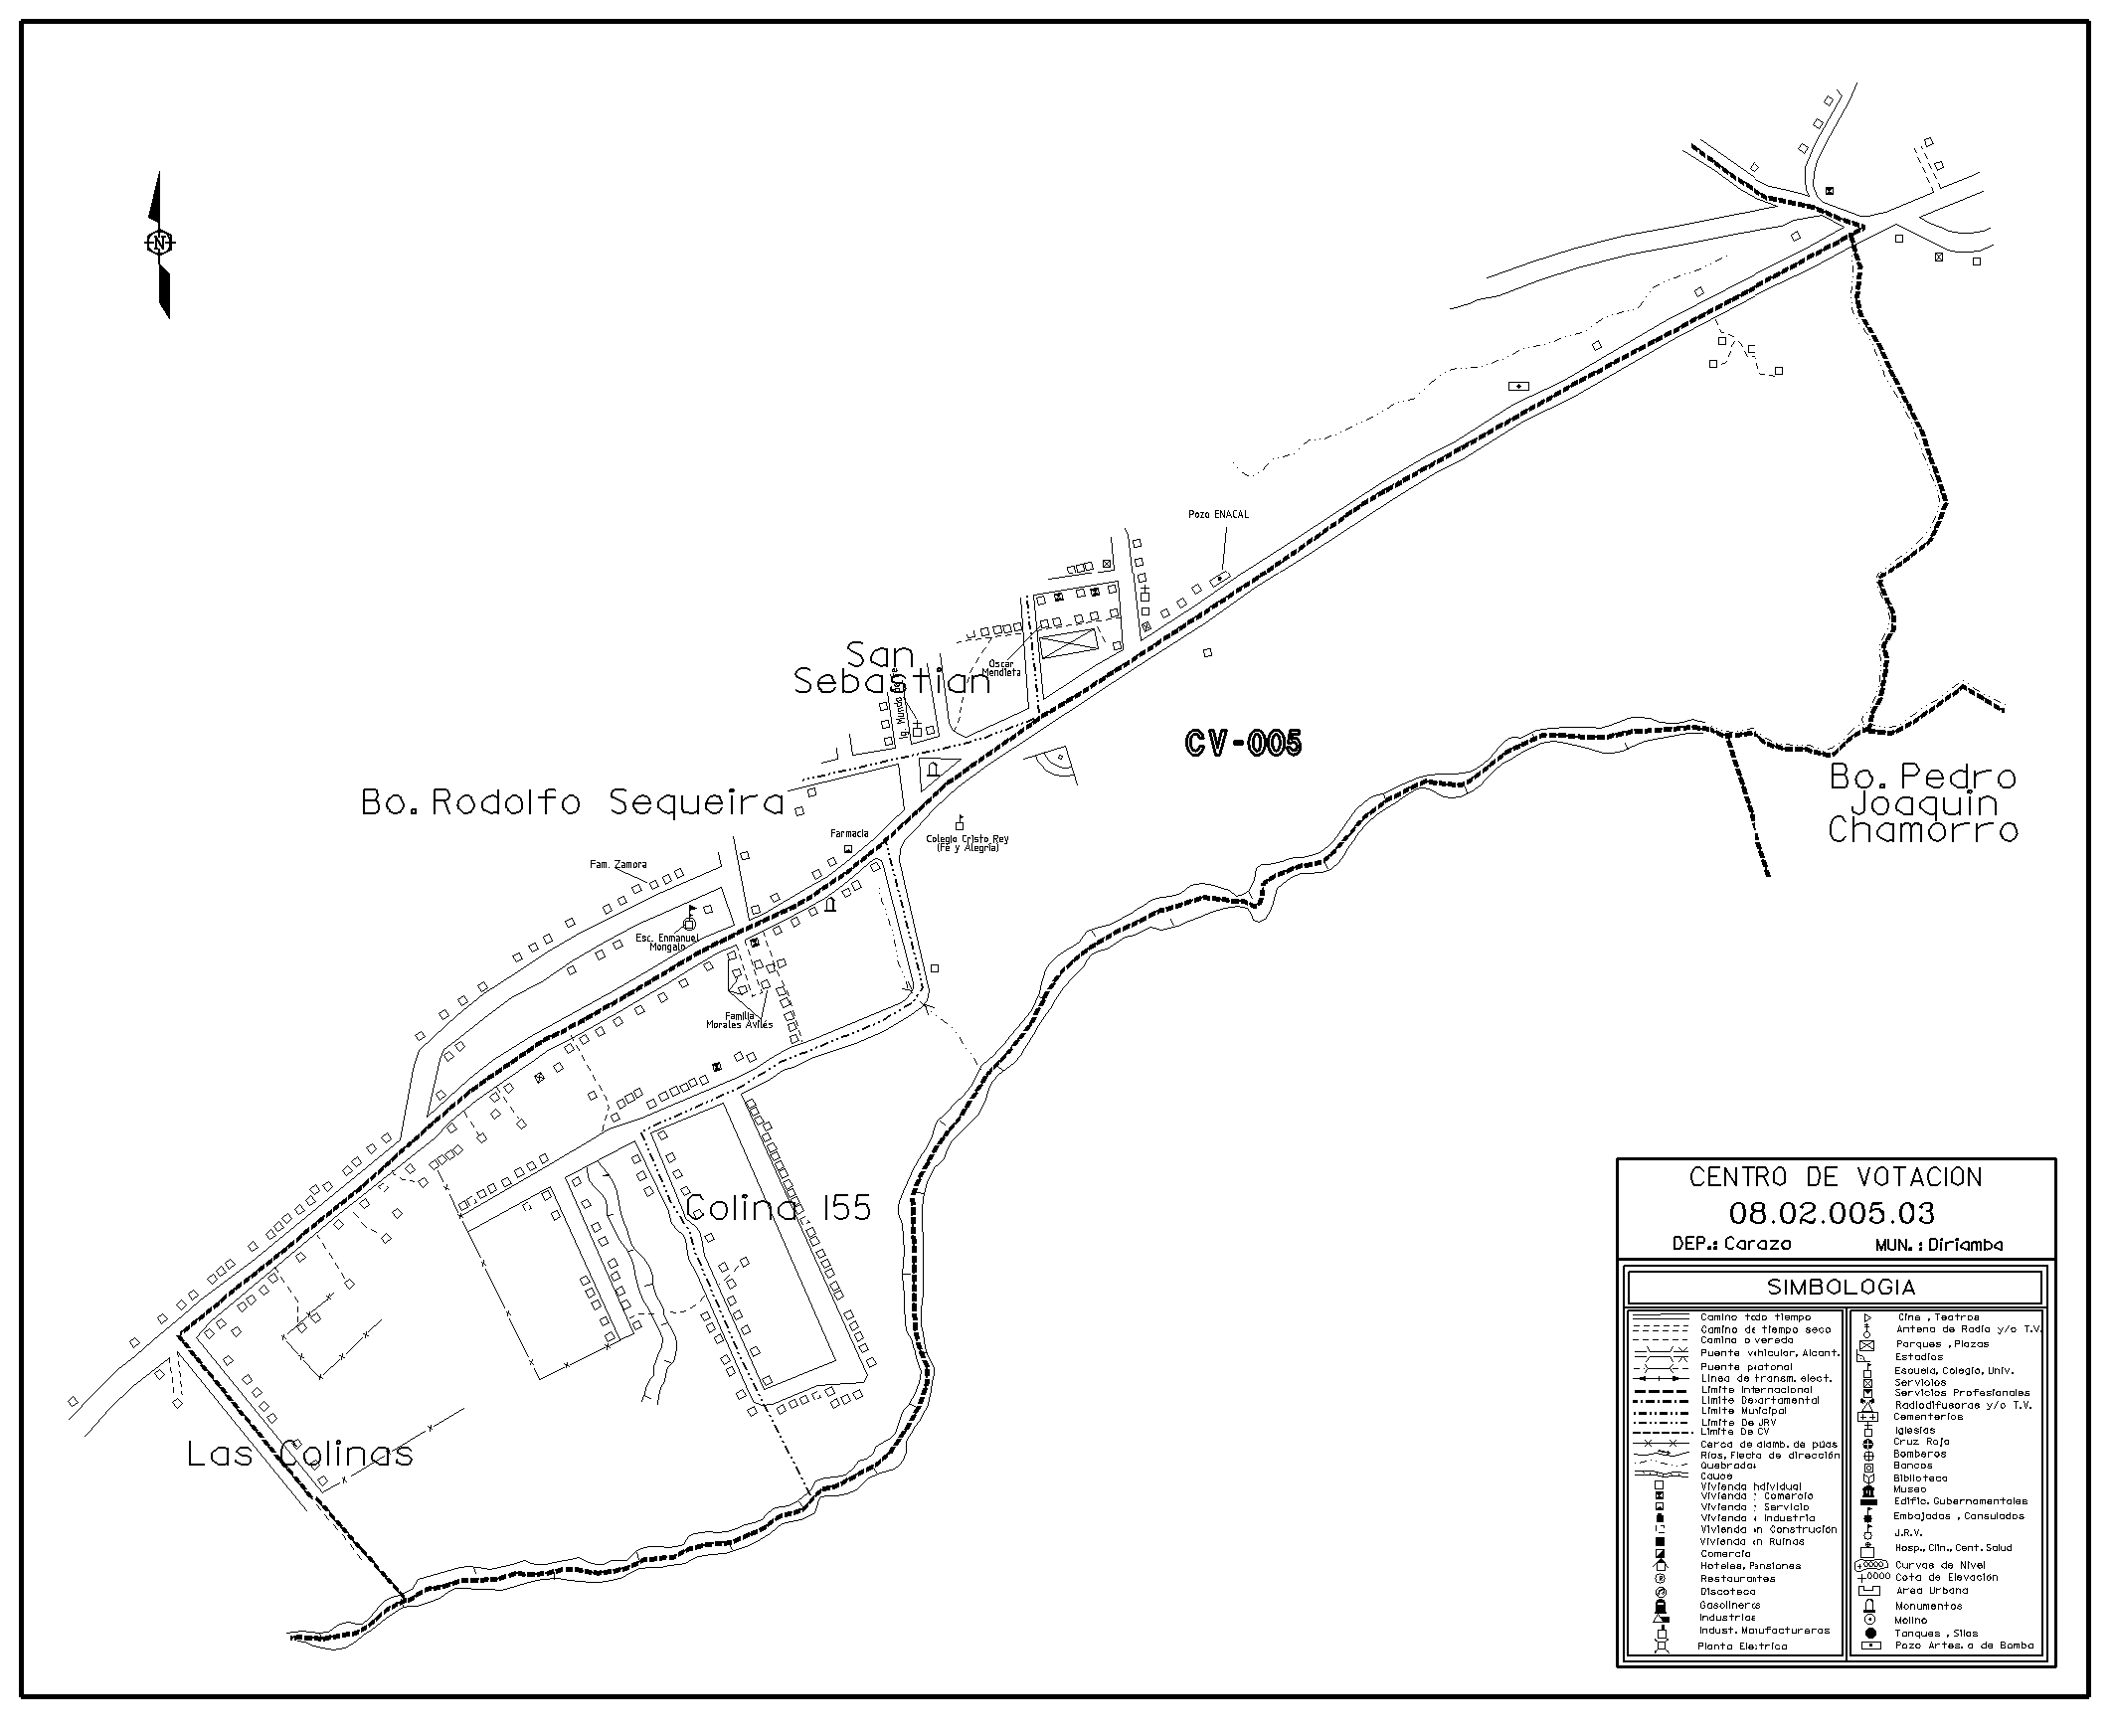 N
Pozo ENACAL
San
Sebastian
Oscar
Mendieta
CV-005
Bo. Pedro
Joaquin
Chamorro
Bo. Rodolfo Sequeira
Farmacia
Colegio Cristo Rey
(Fe y Alegría)
Fam. Zamora
Esc. Enmanuel
Mongalo
Familia
Morales Avilés
Colina 155
Las Colinas
CENTRO DE VOTACION
08.02.005.03
DEP.: Carazo MUN.: Diriamba
SIMBOLOGIA
Camino todo tiempo
Camino de tiempo seco
Camino o vereda
Puente vehicular, Alcant.
Puente peatonal
Linea de transm. elect.
Limite Internacional
Limite Departamental
Limite Municipal
Limite De JRV
Limite De CV
Cerca de alamb. de púas
Ríos, Flecha de dirección
Quebradas
Cauce
Vivienda Individual
Vivienda y Comercio
Vivienda y Servicio
Vivienda e Industria
Vivienda en Construcción
Vivienda en Ruinas
Comercio
Hoteles, Pensiones
Restaurantes
Discoteca
Gasolineras
Industrias
Indust. Manufactureras
Planta Electrica
Cine , Teatros
Antena de Radio y/o T.V.
Parques , Plazas
Estadios
Escuela, Colegio, Univ.
Servicios
Servicios Profesionales
Radiodifusoras y/o T.V.
Cementerios
Iglesias
Cruz Roja
Bomberos
Bancos
Biblioteca
Museo
Edific. Gubernamentales
Embajadas , Consulados
J.R.V.
Hosp., Clin., Cent. Salud
Curvas de Nivel
Cota de Elevación
Area Urbana
Monumentos
Molino
Tanques , Silos
Pozo Artes. o de Bomba